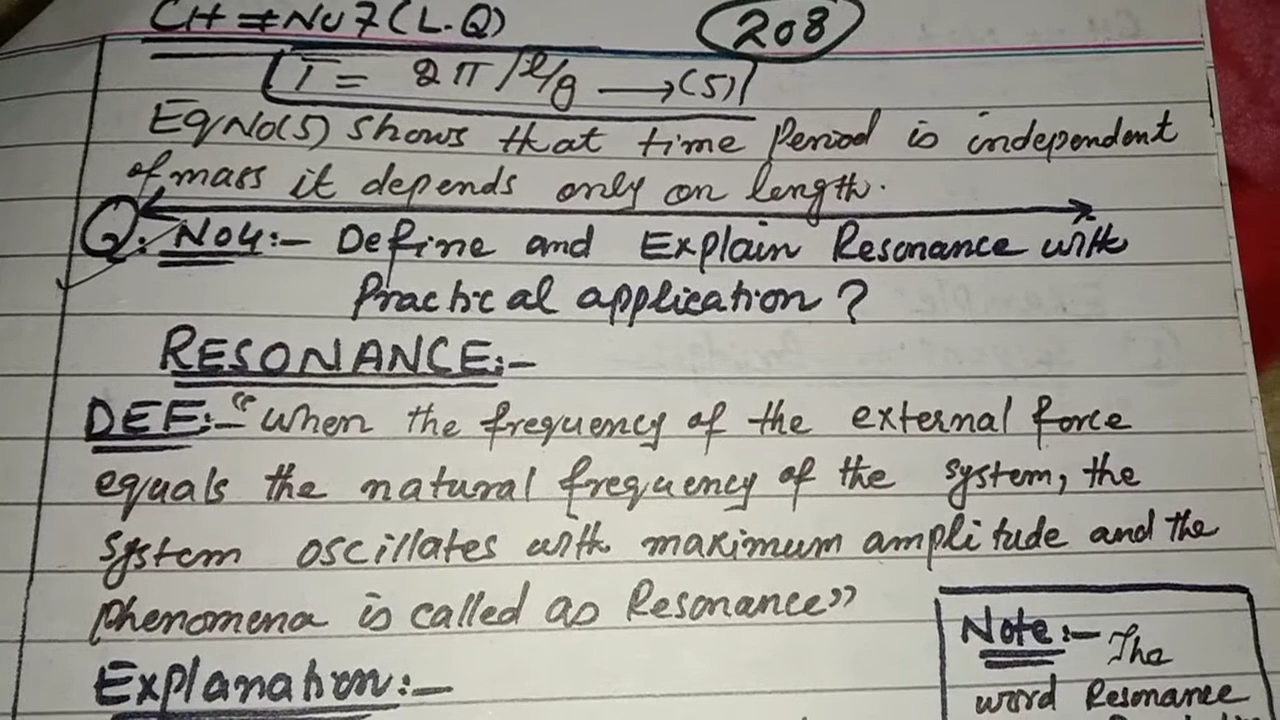 CH # No 7 (L.Q) 208
T = 2π √l/g → (5)
Eq No(5) shows that time Period is independent
of mass it depends only on length.
Q. No4:- Define and Explain Resonance with
Practical application?
RESONANCE:-
DEF:- "When the frequency of the external force
equals the natural frequency of the system, the
system oscillates with maximum amplitude and the
phenomena is called as Resonance"
Explanation:-
Note:- The
word Resonance